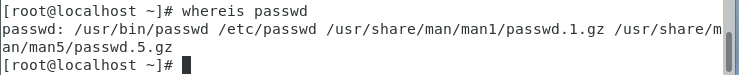 [root@localhost ~]# whereis passwd
passwd: /usr/bin/passwd /etc/passwd /usr/share/man/man1/passwd.1.gz /usr/share/m
an/man5/passwd.5.gz
[root@localhost ~]#